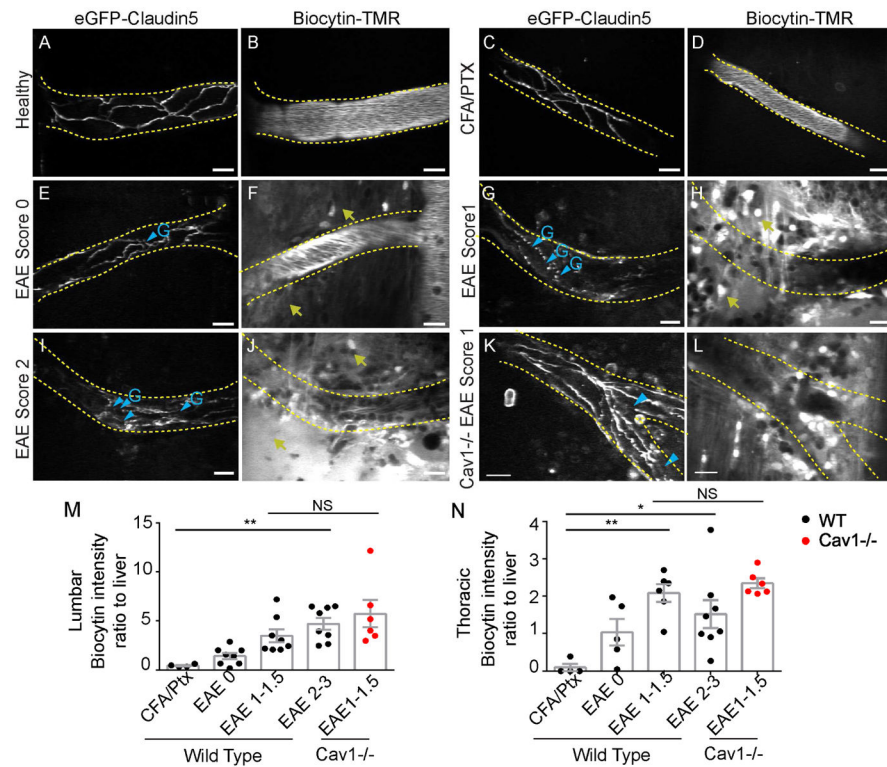 eGFP-Claudin5
Biocytin-TMR
eGFP-Claudin5
Biocytin-TMR
Healthy
A
B
CFA/PTX
C
D
EAE Score 0
E
G
F
EAE Score1
G
G
G
G
H
EAE Score 2
I
G
G
J
Cav1-/- EAE Score 1
K
L
M
Lumbar
Biocytin intensity
ratio to liver
15
10
5
0
NS
**
CFA/Ptx
EAE 0
EAE 1-1.5
EAE 2-3
EAE1-1.5
Wild Type
Cav1-/-
N
Thoracic
Biocytin intensity
ratio to liver
4
3
2
1
0
NS
*
**
CFA/Ptx
EAE 0
EAE 1-1.5
EAE 2-3
EAE1-1.5
Wild Type
Cav1-/-
WT
Cav1-/-